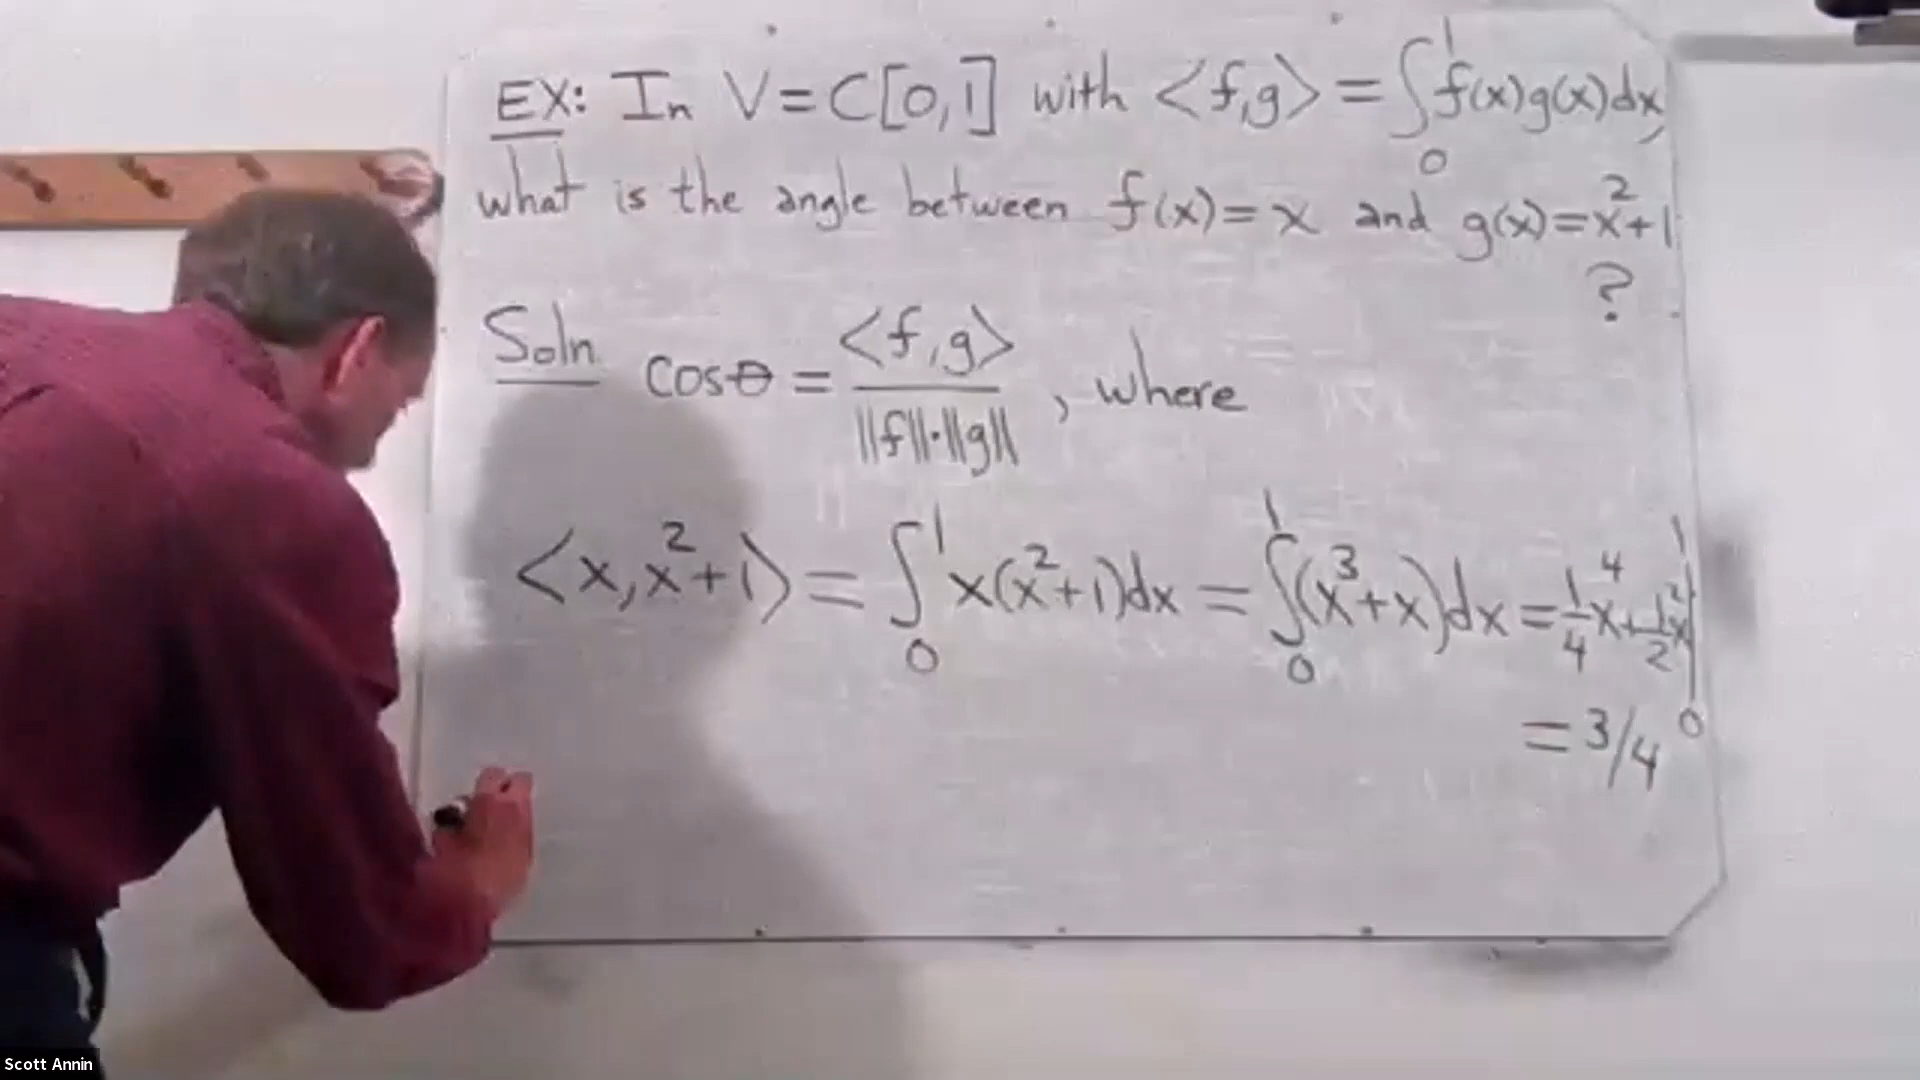 EX: In V = C[0,1] with <f,g> = ∫₀¹ f(x)g(x)dx,
what is the angle between f(x) = x and g(x) = x²+1
?
Soln cosθ = <f,g> / ||f||·||g|| , where
<x, x²+1> = ∫₀¹ x(x²+1)dx = ∫₀¹ (x³+x)dx = 1/4 x⁴ + 1/2 x² |₀¹
= 3/4
Scott Annin